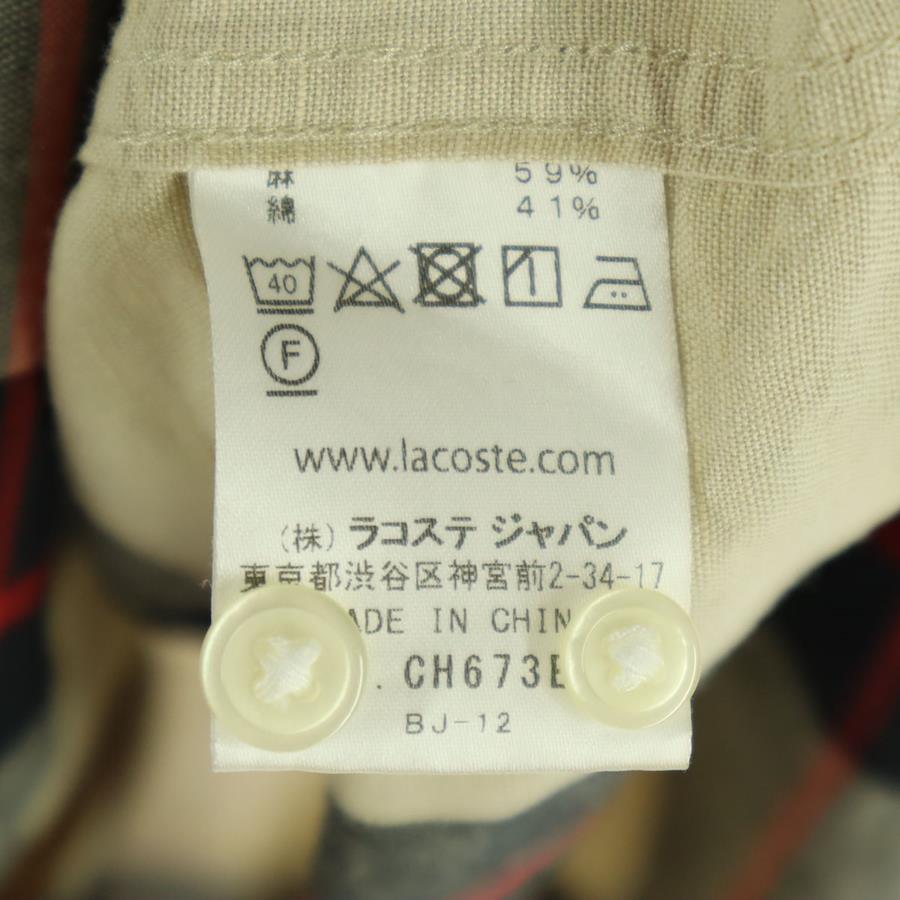 麻 59%
綿 41%
40 1
F
www.lacoste.com
(株) ラコステ ジャパン
東京都渋谷区神宮前2-34-17
ADE IN CHIN
. CH673E
BJ-12